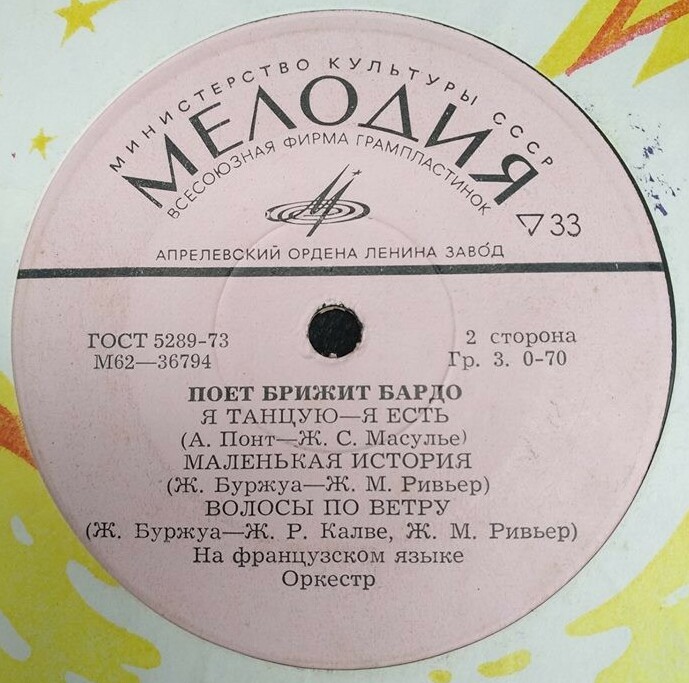 МИНИСТЕРСТВО КУЛЬТУРЫ СССР
МЕЛОДИЯ
ВСЕСОЮЗНАЯ ФИРМА ГРАМПЛАСТИНОК
33
АПРЕЛЕВСКИЙ ОРДЕНА ЛЕНИНА ЗАВОД
ГОСТ 5289-73
М62—36794
2 сторона
Гр. 3. 0-70
ПОЕТ БРИЖИТ БАРДО
Я ТАНЦУЮ—Я ЕСТЬ
(А. Понт—Ж. С. Масулье)
МАЛЕНЬКАЯ ИСТОРИЯ
(Ж. Буржуа—Ж. М. Ривьер)
ВОЛОСЫ ПО ВЕТРУ
(Ж. Буржуа—Ж. Р. Калве, Ж. М. Ривьер)
На французском языке
Оркестр